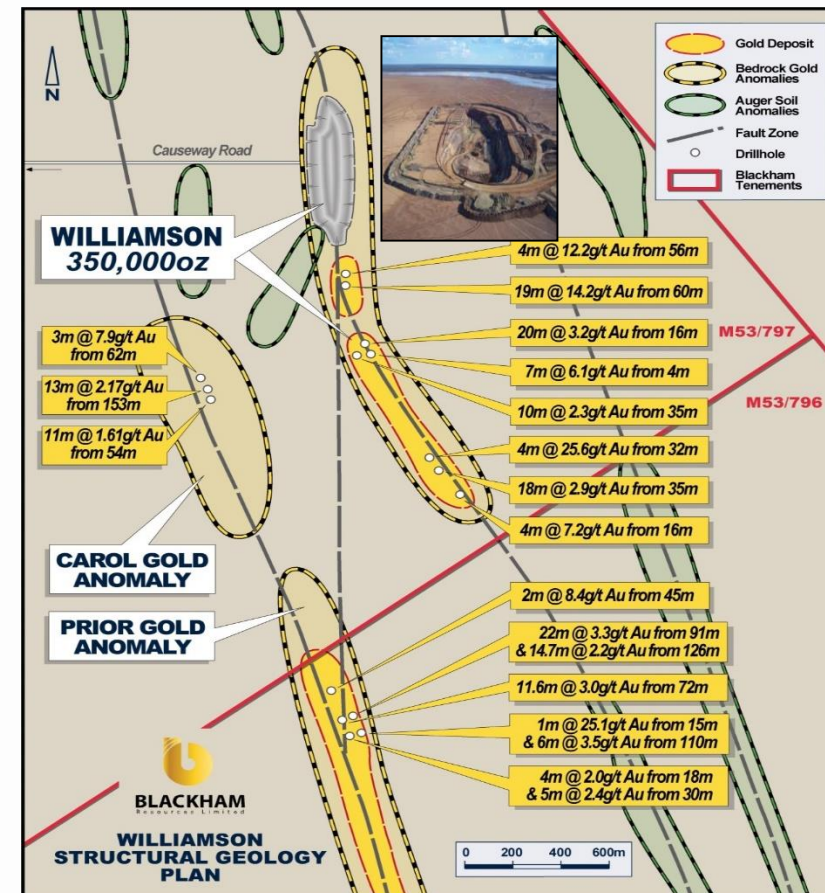 N
Causeway Road
WILLIAMSON
350,000oz
Gold Deposit
Bedrock Gold
Anomalies
Auger Soil
Anomalies
Fault Zone
Drillhole
Blackham
Tenements
4m @ 12.2g/t Au from 56m
19m @ 14.2g/t Au from 60m
20m @ 3.2g/t Au from 16m
7m @ 6.1g/t Au from 4m
10m @ 2.3g/t Au from 35m
4m @ 25.6g/t Au from 32m
18m @ 2.9g/t Au from 35m
4m @ 7.2g/t Au from 16m
M53/797
M53/796
3m @ 7.9g/t Au
from 62m
13m @ 2.17g/t Au
from 153m
11m @ 1.61g/t Au
from 54m
CAROL GOLD
ANOMALY
PRIOR GOLD
ANOMALY
2m @ 8.4g/t Au from 45m
22m @ 3.3g/t Au from 91m
& 14.7m @ 2.2g/t Au from 126m
11.6m @ 3.0g/t Au from 72m
1m @ 25.1g/t Au from 15m
& 6m @ 3.5g/t Au from 110m
4m @ 2.0g/t Au from 18m
& 5m @ 2.4g/t Au from 30m
BLACKHAM
Resources Limited
WILLIAMSON
STRUCTURAL GEOLOGY
PLAN
0 200 400 600m